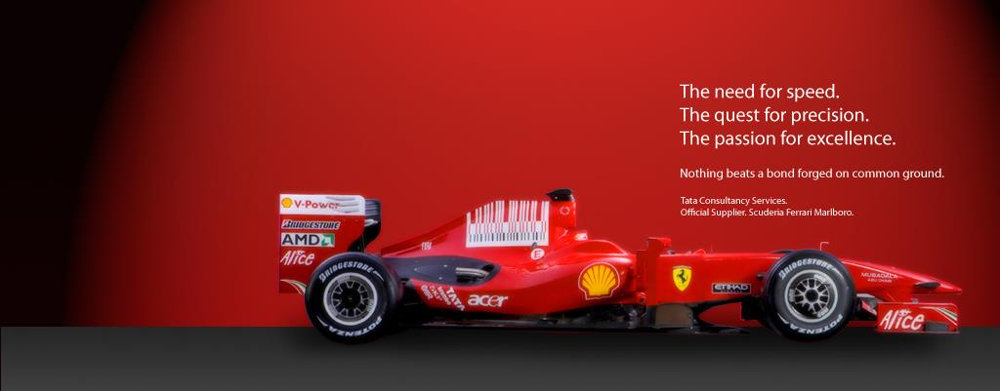 The need for speed.
The quest for precision.
The passion for excellence.
Nothing beats a bond forged on common ground.
Tata Consultancy Services.
Official Supplier. Scuderia Ferrari Marlboro.
V-Power
BRIDGESTONE
AMD
Alice
BRIDGESTONE
POTENZA
TATA
acer
E
ETIHAD
BRIDGESTONE
POTENZA
MUBADALA
ABU DHABI
Alice